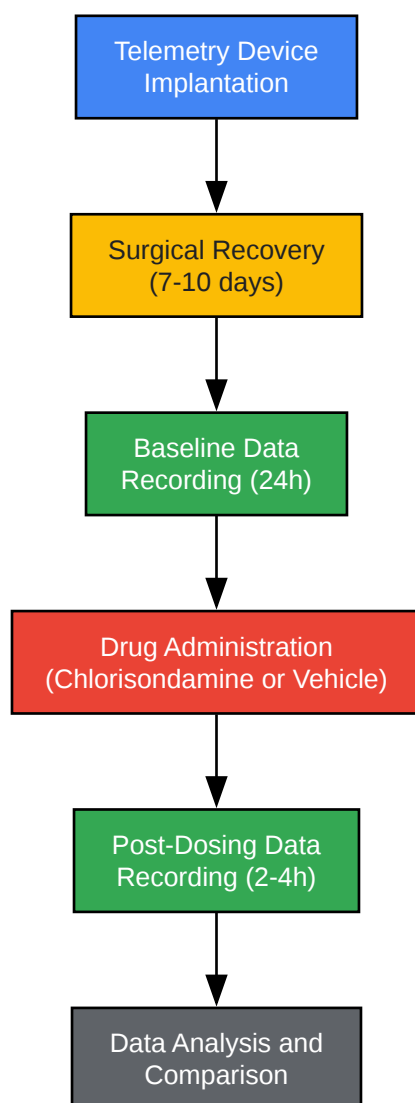 Telemetry Device
Implantation
Surgical Recovery
(7-10 days)
Baseline Data
Recording (24h)
Drug Administration
(Chlorisondamine or Vehicle)
Post-Dosing Data
Recording (2-4h)
Data Analysis and
Comparison